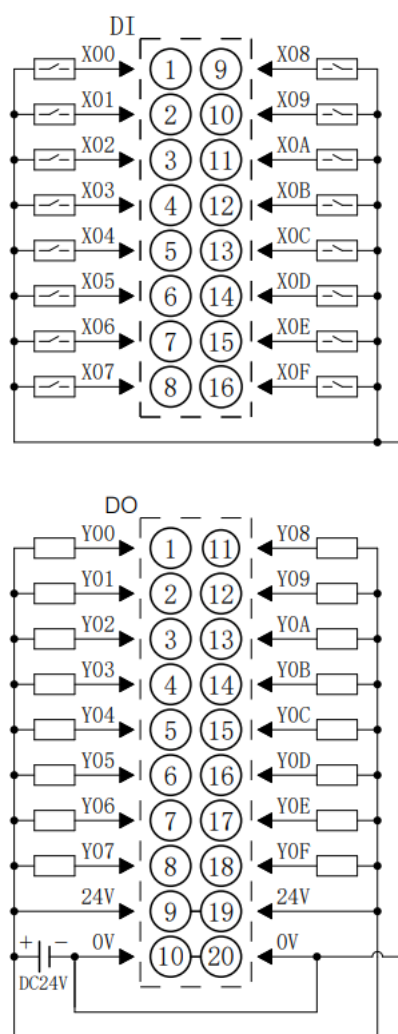 DI
X00 1 9 X08
X01 2 10 X09
X02 3 11 X0A
X03 4 12 X0B
X04 5 13 X0C
X05 6 14 X0D
X06 7 15 X0E
X07 8 16 X0F
DO
Y00 1 11 Y08
Y01 2 12 Y09
Y02 3 13 Y0A
Y03 4 14 Y0B
Y04 5 15 Y0C
Y05 6 16 Y0D
Y06 7 17 Y0E
Y07 8 18 Y0F
24V 9 19 24V
+ − 0V 10 20 0V
DC24V